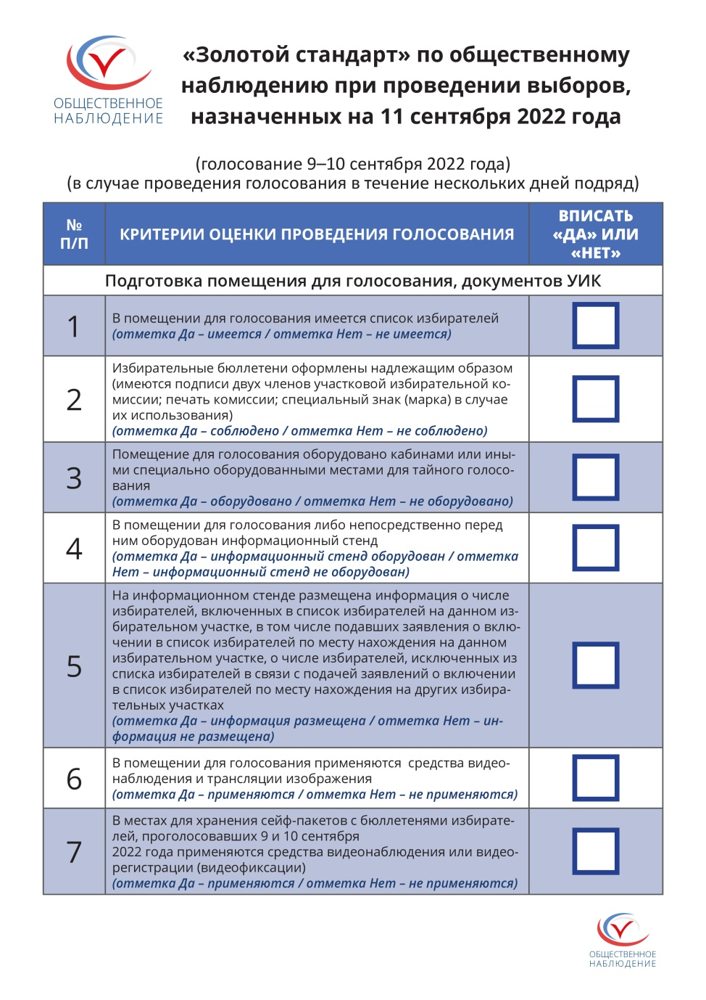 ОБЩЕСТВЕННОЕ
НАБЛЮДЕНИЕ
«Золотой стандарт» по общественному
наблюдению при проведении выборов,
назначенных на 11 сентября 2022 года
(голосование 9–10 сентября 2022 года)
(в случае проведения голосования в течение нескольких дней подряд)
№
П/П
КРИТЕРИИ ОЦЕНКИ ПРОВЕДЕНИЯ ГОЛОСОВАНИЯ
ВПИСАТЬ
«ДА» ИЛИ
«НЕТ»
Подготовка помещения для голосования, документов УИК
1
В помещении для голосования имеется список избирателей
(отметка Да – имеется / отметка Нет – не имеется)
2
Избирательные бюллетени оформлены надлежащим образом
(имеются подписи двух членов участковой избирательной ко-
миссии; печать комиссии; специальный знак (марка) в случае
их использования)
(отметка Да – соблюдено / отметка Нет – не соблюдено)
3
Помещение для голосования оборудовано кабинами или ины-
ми специально оборудованными местами для тайного голосо-
вания
(отметка Да – оборудовано / отметка Нет – не оборудовано)
4
В помещении для голосования либо непосредственно перед
ним оборудован информационный стенд
(отметка Да – информационный стенд оборудован / отметка
Нет – информационный стенд не оборудован)
5
На информационном стенде размещена информация о числе
избирателей, включенных в список избирателей на данном из-
бирательном участке, в том числе подавших заявления о вклю-
чении в список избирателей по месту нахождения на данном
избирательном участке, о числе избирателей, исключенных из
списка избирателей в связи с подачей заявлений о включении
в список избирателей по месту нахождения на других избира-
тельных участках
(отметка Да – информация размещена / отметка Нет – ин-
формация не размещена)
6
В помещении для голосования применяются  средства видео-
наблюдения и трансляции изображения
(отметка Да – применяются / отметка Нет – не применяются)
7
В местах для хранения сейф-пакетов с бюллетенями избирате-
лей, проголосовавших 9 и 10 сентября
2022 года применяются средства видеонаблюдения или видео-
регистрации (видеофиксации)
(отметка Да – применяются / отметка Нет – не применяются)
ОБЩЕСТВЕННОЕ
НАБЛЮДЕНИЕ